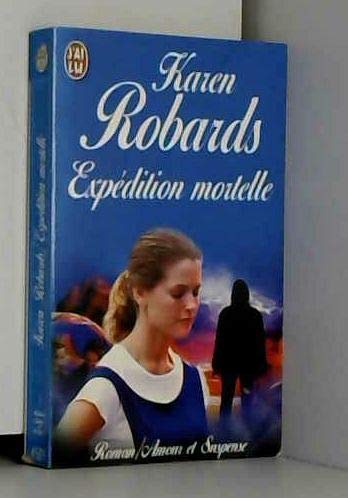 J'AI
LU
Karen
Robards
Expédition mortelle
Roman/Amour et Suspense
Karen Robards Expédition mortelle